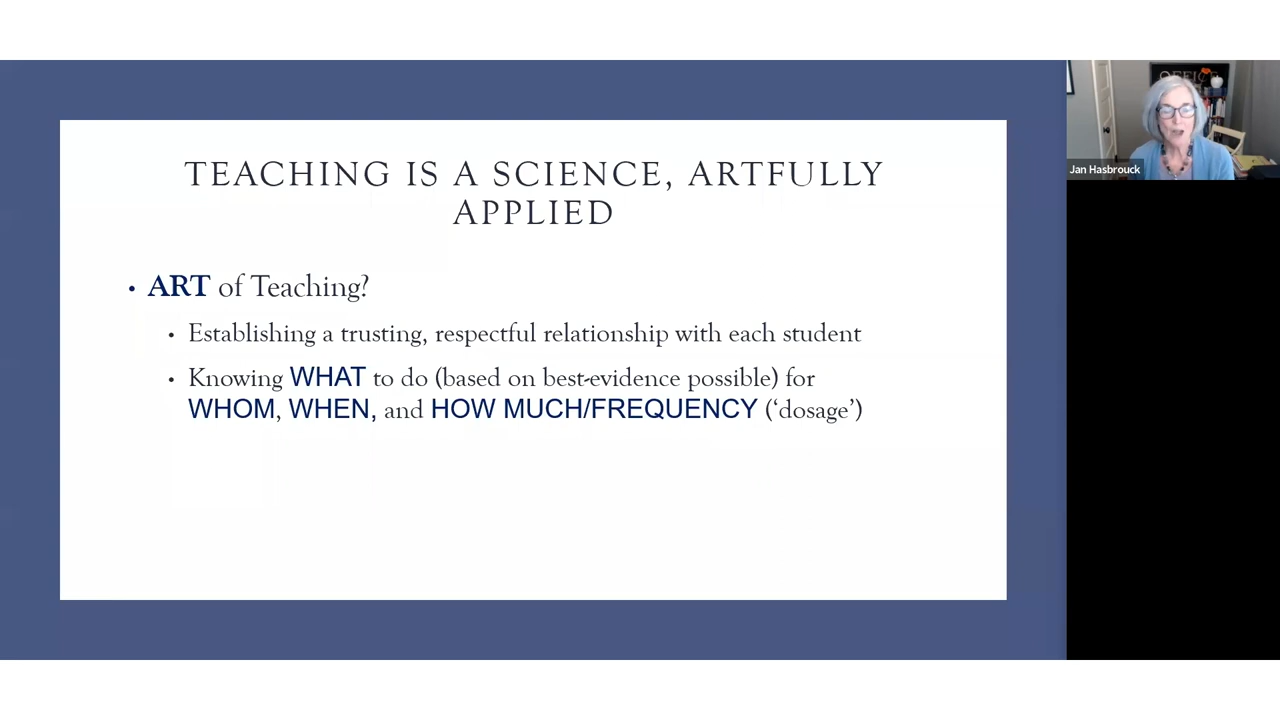 TEACHING IS A SCIENCE, ARTFULLY
APPLIED
• ART of Teaching?
• Establishing a trusting, respectful relationship with each student
• Knowing WHAT to do (based on best-evidence possible) for
WHOM, WHEN, and HOW MUCH/FREQUENCY (‘dosage’)
OFFICE
Jan Hasbrouck